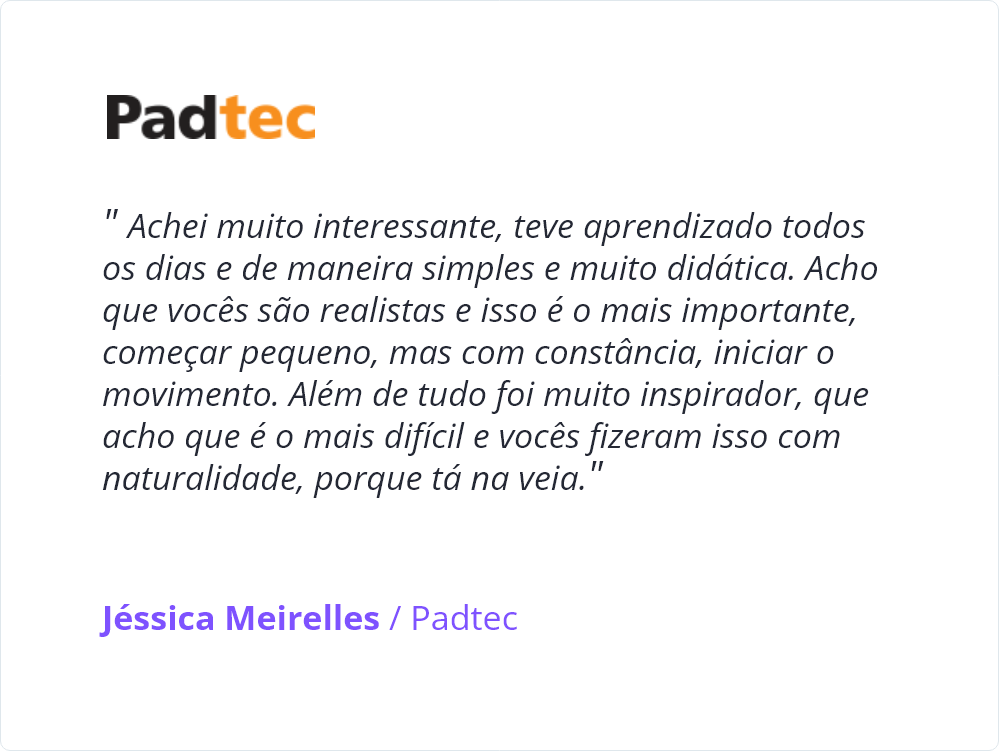 Padtec
" Achei muito interessante, teve aprendizado todos
os dias e de maneira simples e muito didática. Acho
que vocês são realistas e isso é o mais importante,
começar pequeno, mas com constância, iniciar o
movimento. Além de tudo foi muito inspirador, que
acho que é o mais difícil e vocês fizeram isso com
naturalidade, porque tá na veia."
Jéssica Meirelles / Padtec